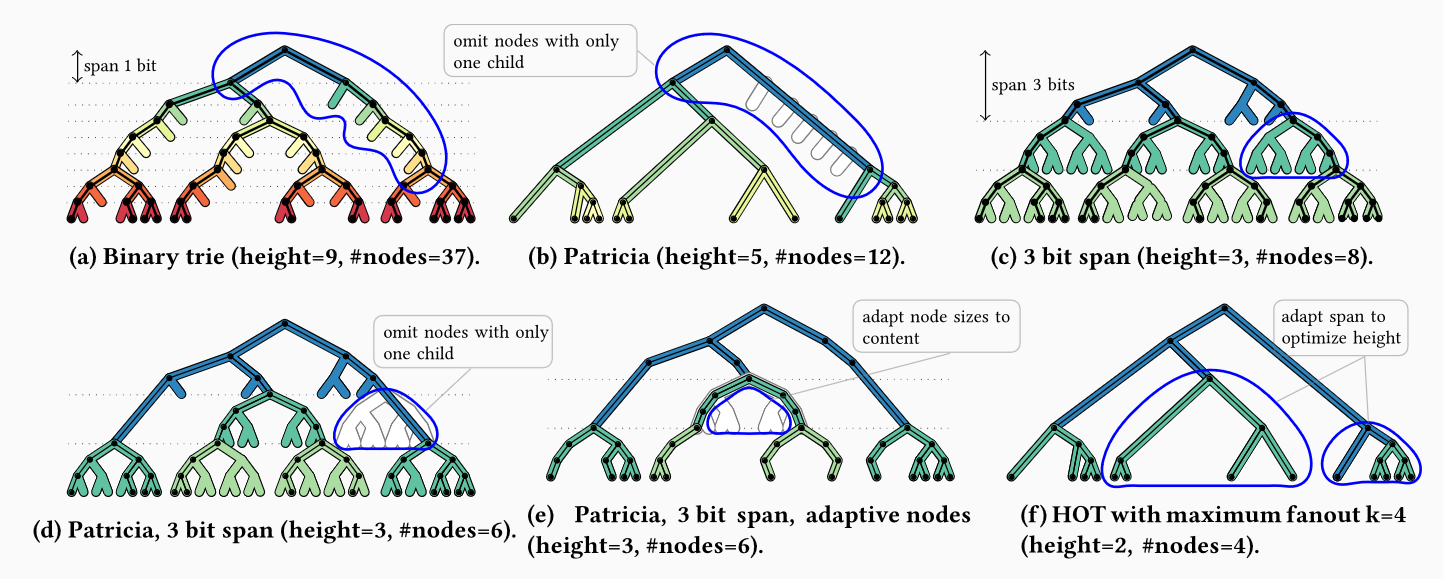 span 1 bit
omit nodes with only
one child
span 3 bits
(a) Binary trie (height=9, #nodes=37).
(b) Patricia (height=5, #nodes=12).
(c) 3 bit span (height=3, #nodes=8).
omit nodes with only
one child
adapt node sizes to
content
adapt span to
optimize height
(d) Patricia, 3 bit span (height=3, #nodes=6).
(e) Patricia, 3 bit span, adaptive nodes
(height=3, #nodes=6).
(f) HOT with maximum fanout k=4
(height=2, #nodes=4).